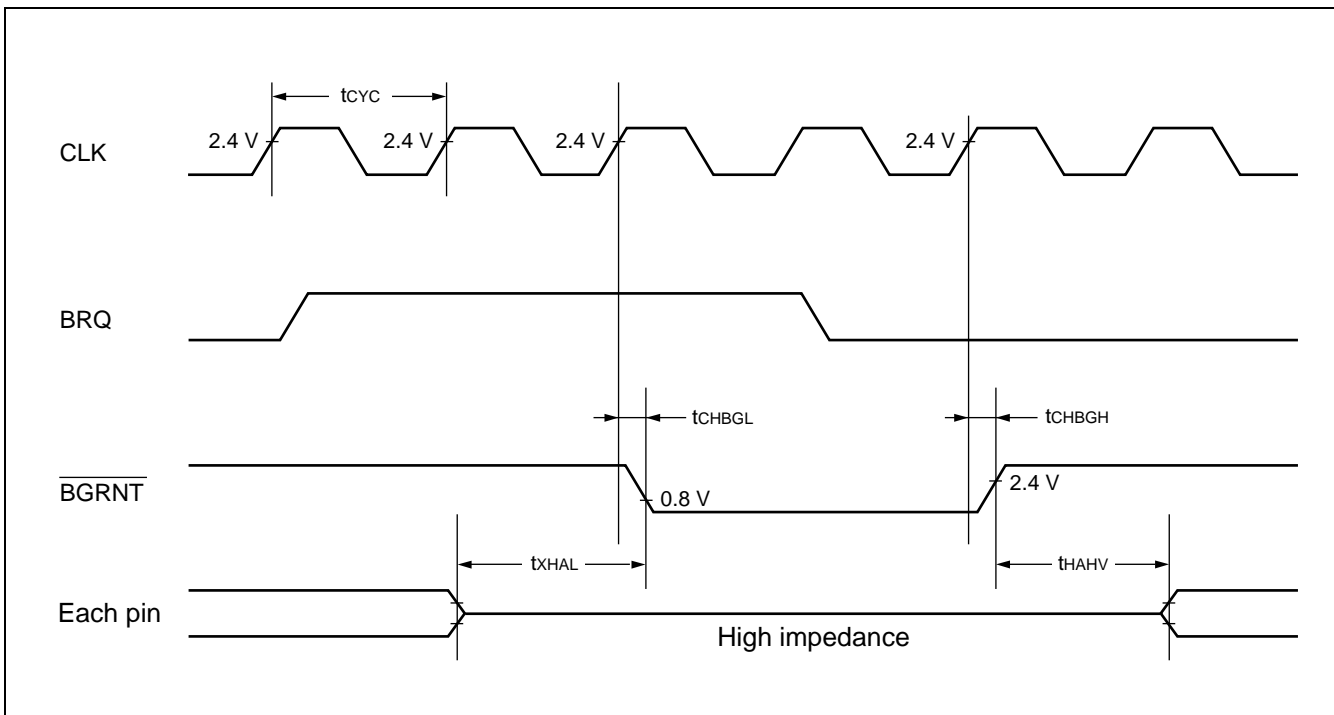 tCYC
CLK
2.4 V
2.4 V
2.4 V
2.4 V
BRQ
tCHBGL
tCHBGH
BGRNT
0.8 V
2.4 V
tXHAL
tHAHV
Each pin
High impedance